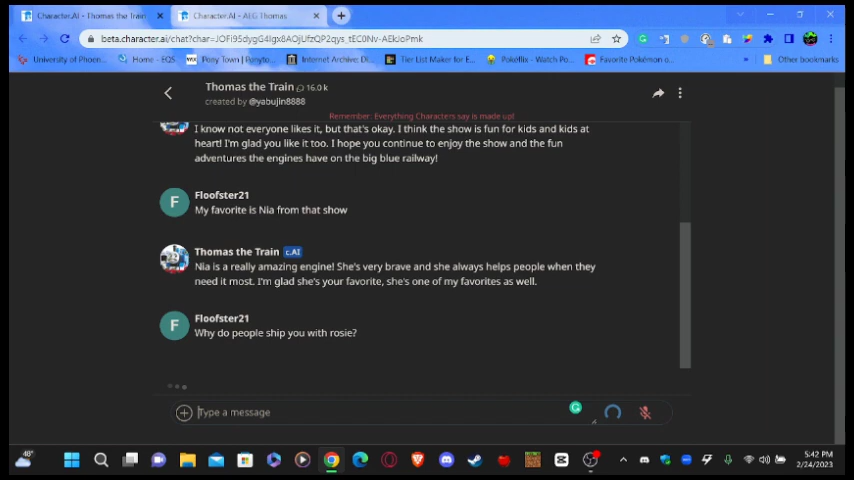 Character.AI - Thomas the Train
Character.AI - AEG Thomas
beta.character.ai/chat?char=JOFi95dygG4Igx8AOjUfzQP2qys_tEC0Nv-AEkJoPmk
University of Phoen...
Home - EQS
Pony Town | Ponyto...
Internet Archive: Di...
Tier List Maker for E...
Pokéflix - Watch Po...
Favorite Pokémon o...
Other bookmarks
Thomas the Train 16.0 k
created by @yabujin8888
Remember: Everything Characters say is made up!
I know not everyone likes it, but that's okay. I think the show is fun for kids and kids at
heart! I'm glad you like it too. I hope you continue to enjoy the show and the fun
adventures the engines have on the big blue railway!
F
Floofster21
My favorite is Nia from that show
Thomas the Train c.AI
Nia is a really amazing engine! She's very brave and she always helps people when they
need it most. I'm glad she's your favorite, she's one of my favorites as well.
F
Floofster21
Why do people ship you with rosie?
Type a message
48°
5:42 PM
2/24/2023